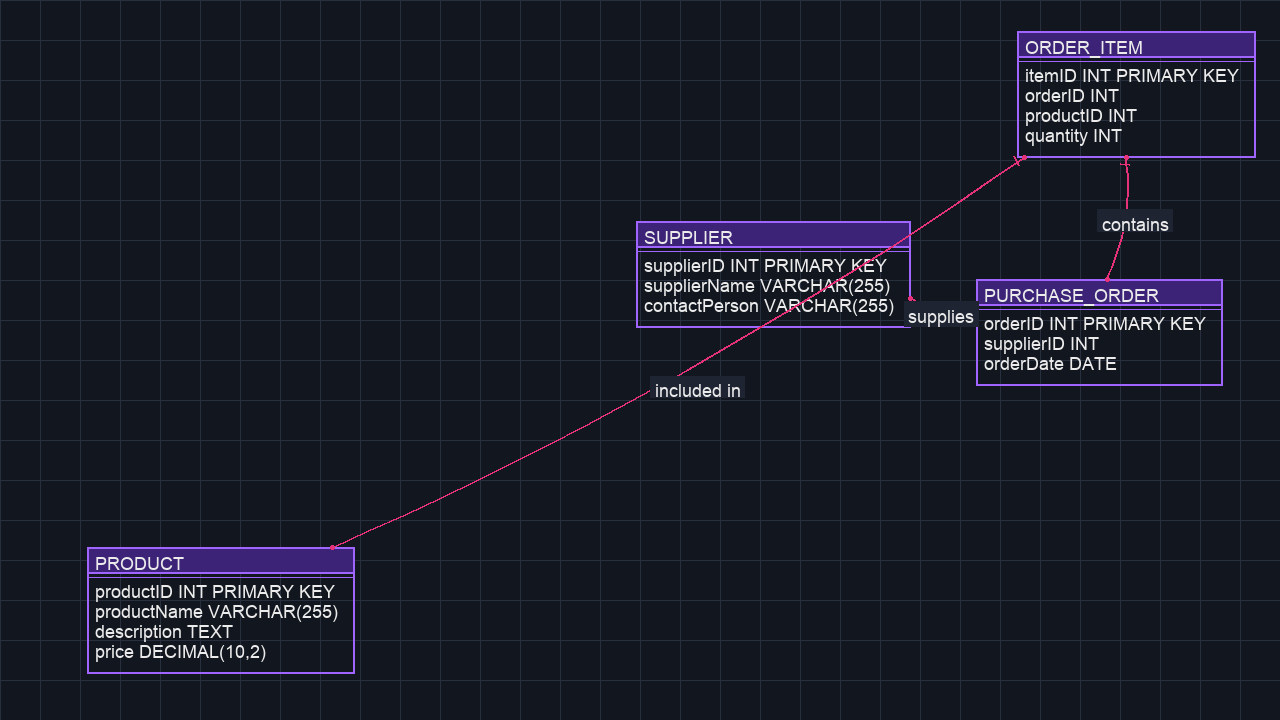 ORDER_ITEM
itemID INT PRIMARY KEY
orderID INT
productID INT
quantity INT
contains
SUPPLIER
supplierID INT PRIMARY KEY
supplierName VARCHAR(255)
contactPerson VARCHAR(255)
supplies
PURCHASE_ORDER
orderID INT PRIMARY KEY
supplierID INT
orderDate DATE
included in
PRODUCT
productID INT PRIMARY KEY
productName VARCHAR(255)
description TEXT
price DECIMAL(10,2)